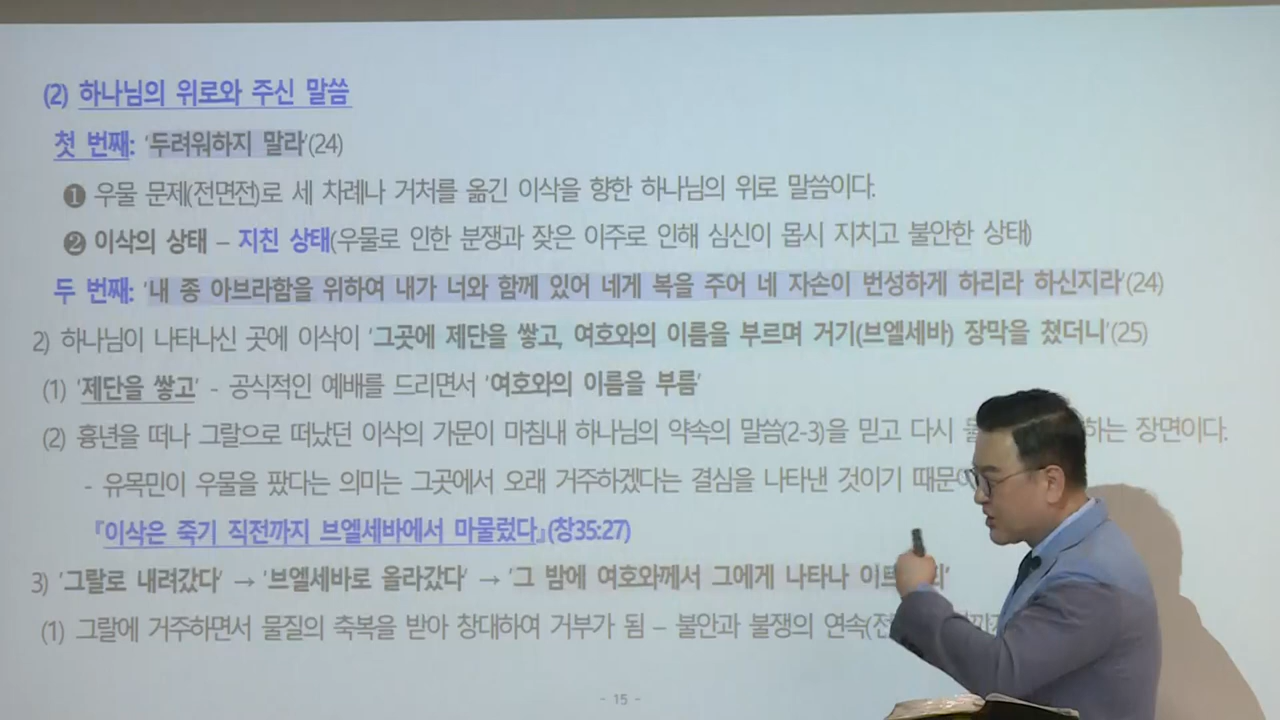 (2) 하나님의 위로와 주신 말씀
첫 번째: ‘두려워하지 말라’(24)
❶ 우물 문제(전면전)로 세 차례나 거처를 옮긴 이삭을 향한 하나님의 위로 말씀이다.
❷ 이삭의 상태 – 지친 상태(우물로 인한 분쟁과 잦은 이주로 인해 심신이 몹시 지치고 불안한 상태)
두 번째: ‘내 종 아브라함을 위하여 내가 너와 함께 있어 네게 복을 주어 네 자손이 번성하게 하리라 하신지라’(24)
2) 하나님이 나타나신 곳에 이삭이 ‘그곳에 제단을 쌓고, 여호와의 이름을 부르며 거기(브엘세바) 장막을 쳤더니’(25)
(1) ‘제단을 쌓고’ - 공식적인 예배를 드리면서 ‘여호와의 이름을 부름’
(2) 흉년을 떠나 그랄으로 떠났던 이삭의 가문이 마침내 하나님의 약속의 말씀(2-3)을 믿고 다시 하는 장면이다.
- 유목민이 우물을 팠다는 의미는 그곳에서 오래 거주하겠다는 결심을 나타낸 것이기
『이삭은 죽기 직전까지 브엘세바에서 마물렀다』(창35:27)
3) ‘그랄로 내려갔다’ → ‘브엘세바로 올라갔다’ → ‘그 밤에 여호와께서 그에게 나타나
(1) 그랄에 거주하면서 물질의 축복을 받아 창대하여 거부가 됨 – 불안과 불쟁의
- 15 -